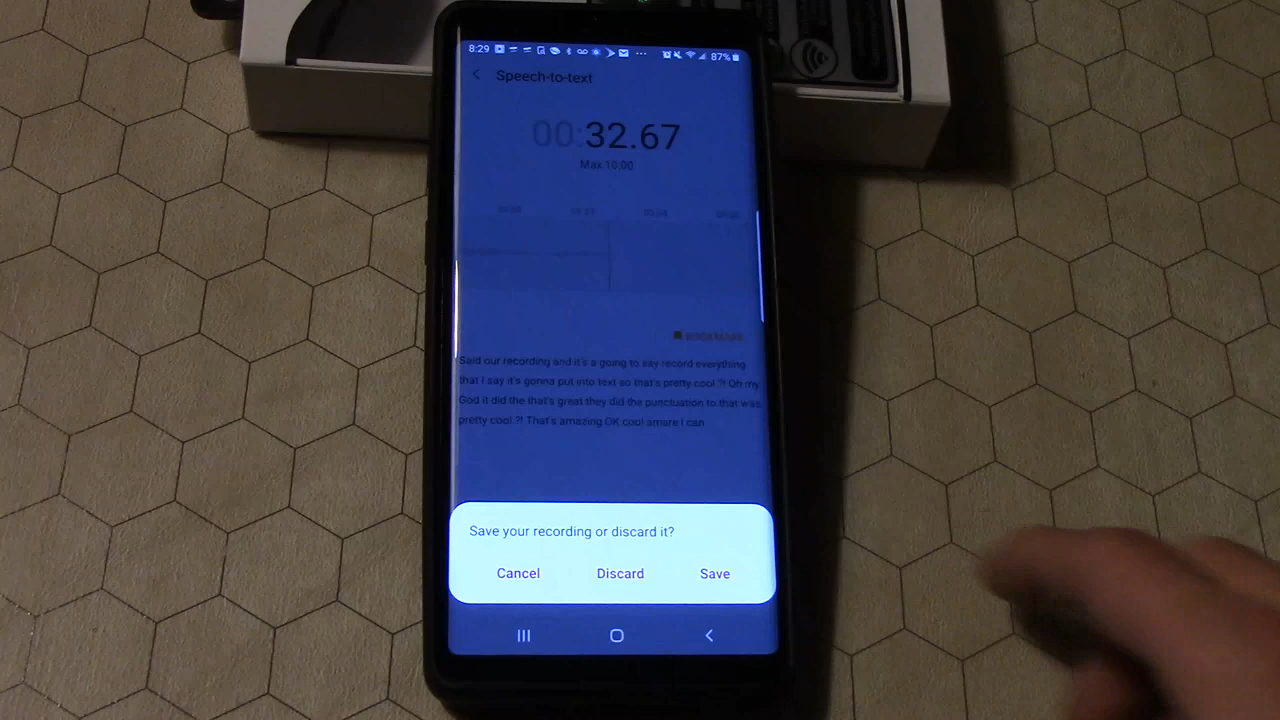 8:29 87%
Speech-to-text
00:32.67
Max 10:00
BOOKMARK
Said our recording and it's a going to say record everything
that I say it's gonna put into text so that's pretty cool ?! Oh my
God it did the that's great they did the punctuation to that was
pretty cool ?! That's amazing OK cool amare I can
Save your recording or discard it?
Cancel Discard Save